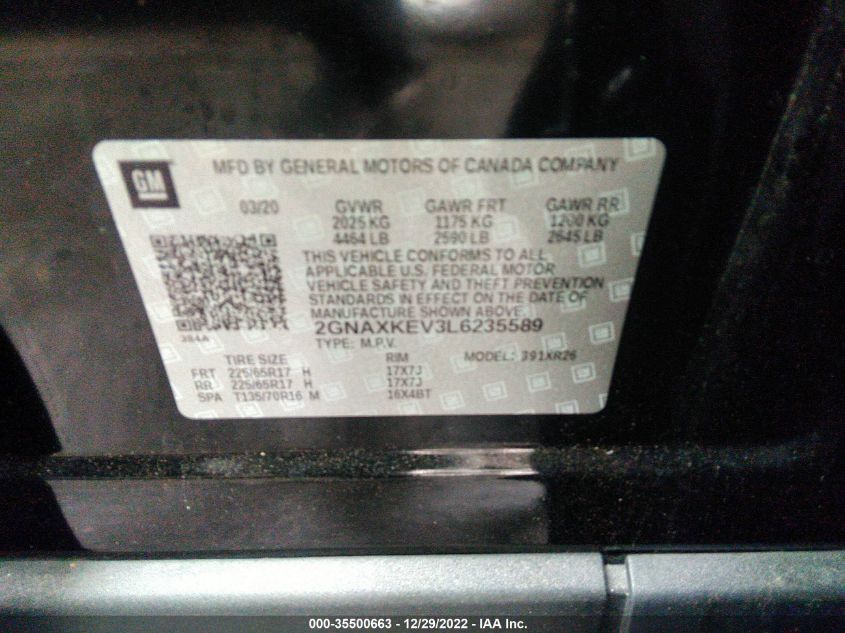 GM
MFD BY GENERAL MOTORS OF CANADA COMPANY
03/20 GVWR GAWR FRT GAWR RR
2025 KG 1175 KG 1200 KG
4464 LB 2590 LB 2645 LB
THIS VEHICLE CONFORMS TO ALL
APPLICABLE U.S. FEDERAL MOTOR
VEHICLE SAFETY AND THEFT PREVENTION
STANDARDS IN EFFECT ON THE DATE OF
MANUFACTURE SHOWN ABOVE.
2GNAXKEV3L6235589
384A
TYPE: M.P.V. MODEL: 391XR26
TIRE SIZE RIM
FRT 225/65R17 H 17X7J
RR 225/65R17 H 17X7J
SPA T135/70R16 M 16X4BT
000-35500663 - 12/29/2022 - IAA Inc.